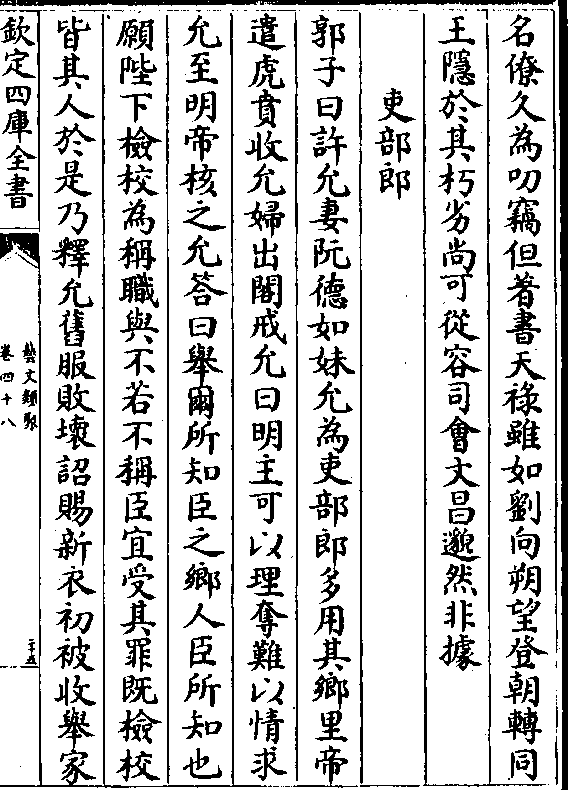 名僚久為叨竊但著書天祿雖如劉向朔望登朝轉同
王隱於其朽劣尚可從容司會文昌邈然非據
吏部郎
郭子曰許允妻阮德如妹允為吏部郎多用其鄉里帝
遣虎賁收允婦出閤戒允曰明主可以理奪難以情求
允至明帝核之允答曰舉爾所知臣之鄉人臣所知也
願陛下檢校為稱職與不若不稱臣宜受其罪既檢校
皆其人於是乃釋允舊服敗壞詔賜新衣初被收舉家
欽定四庫全書
藝文類聚
卷四十八
二十五